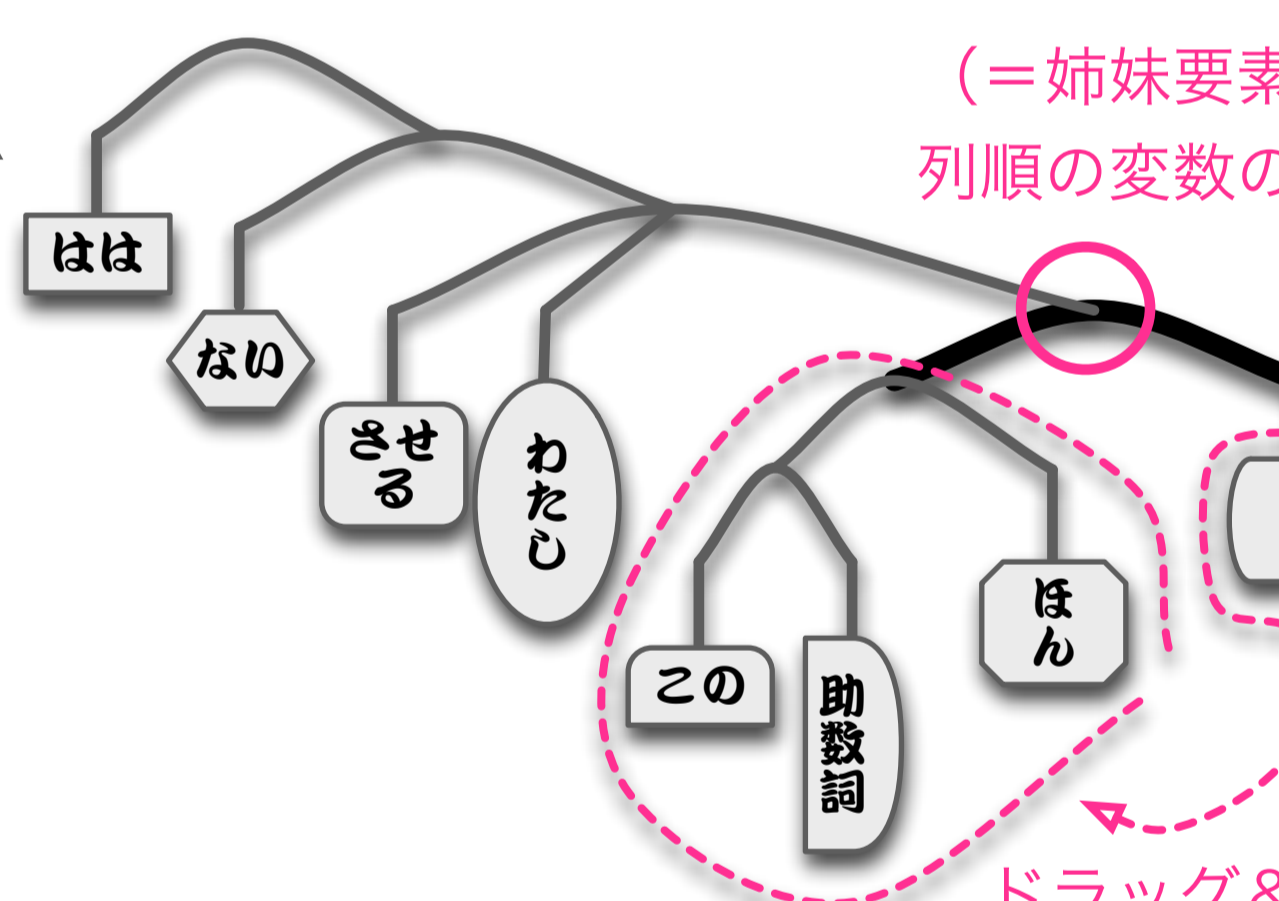 （＝姉妹要素
列順の変数の
はは
ない
させ
る
わたし
この
助数詞
ほん
ドラッグ&